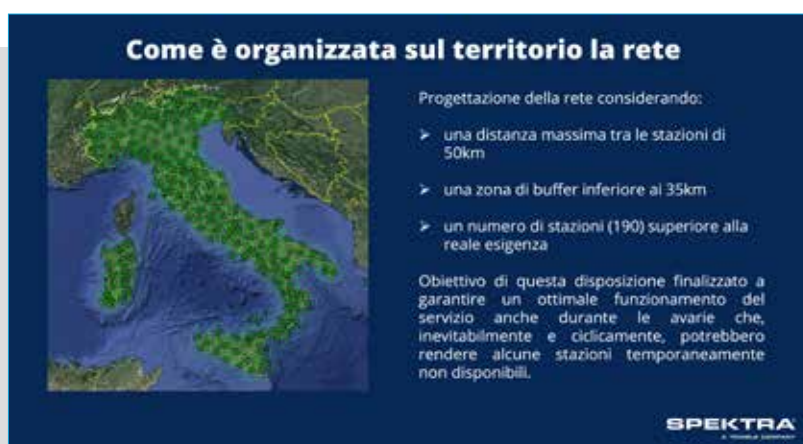 Come è organizzata sul territorio la rete
Progettazione della rete considerando:
➢ una distanza massima tra le stazioni di
50km
➢ una zona di buffer inferiore ai 35km
➢ un numero di stazioni (190) superiore alla
reale esigenza
Obiettivo di questa disposizione finalizzato a
garantire un ottimale funzionamento del
servizio anche durante le avarie che,
inevitabilmente e ciclicamente, potrebbero
rendere alcune stazioni temporaneamente
non disponibili.
SPEKTRA
A TRIMBLE COMPANY